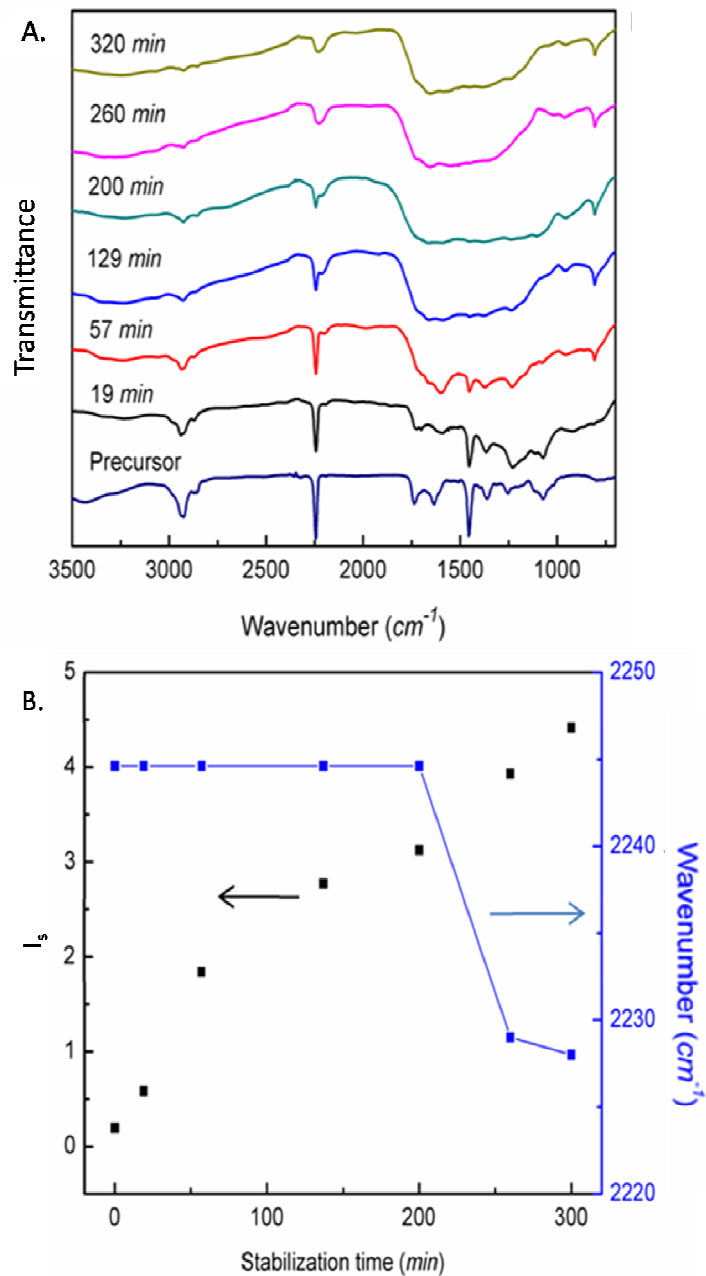 A.
320 min
260 min
200 min
129 min
57 min
19 min
Precursor
Transmittance
3500 3000 2500 2000 1500 1000
Wavenumber (cm-1)
B.
5
4
3
2
1
0
Is
2250
2240
2230
2220
Wavenumber (cm-1)
0 100 200 300
Stabilization time (min)